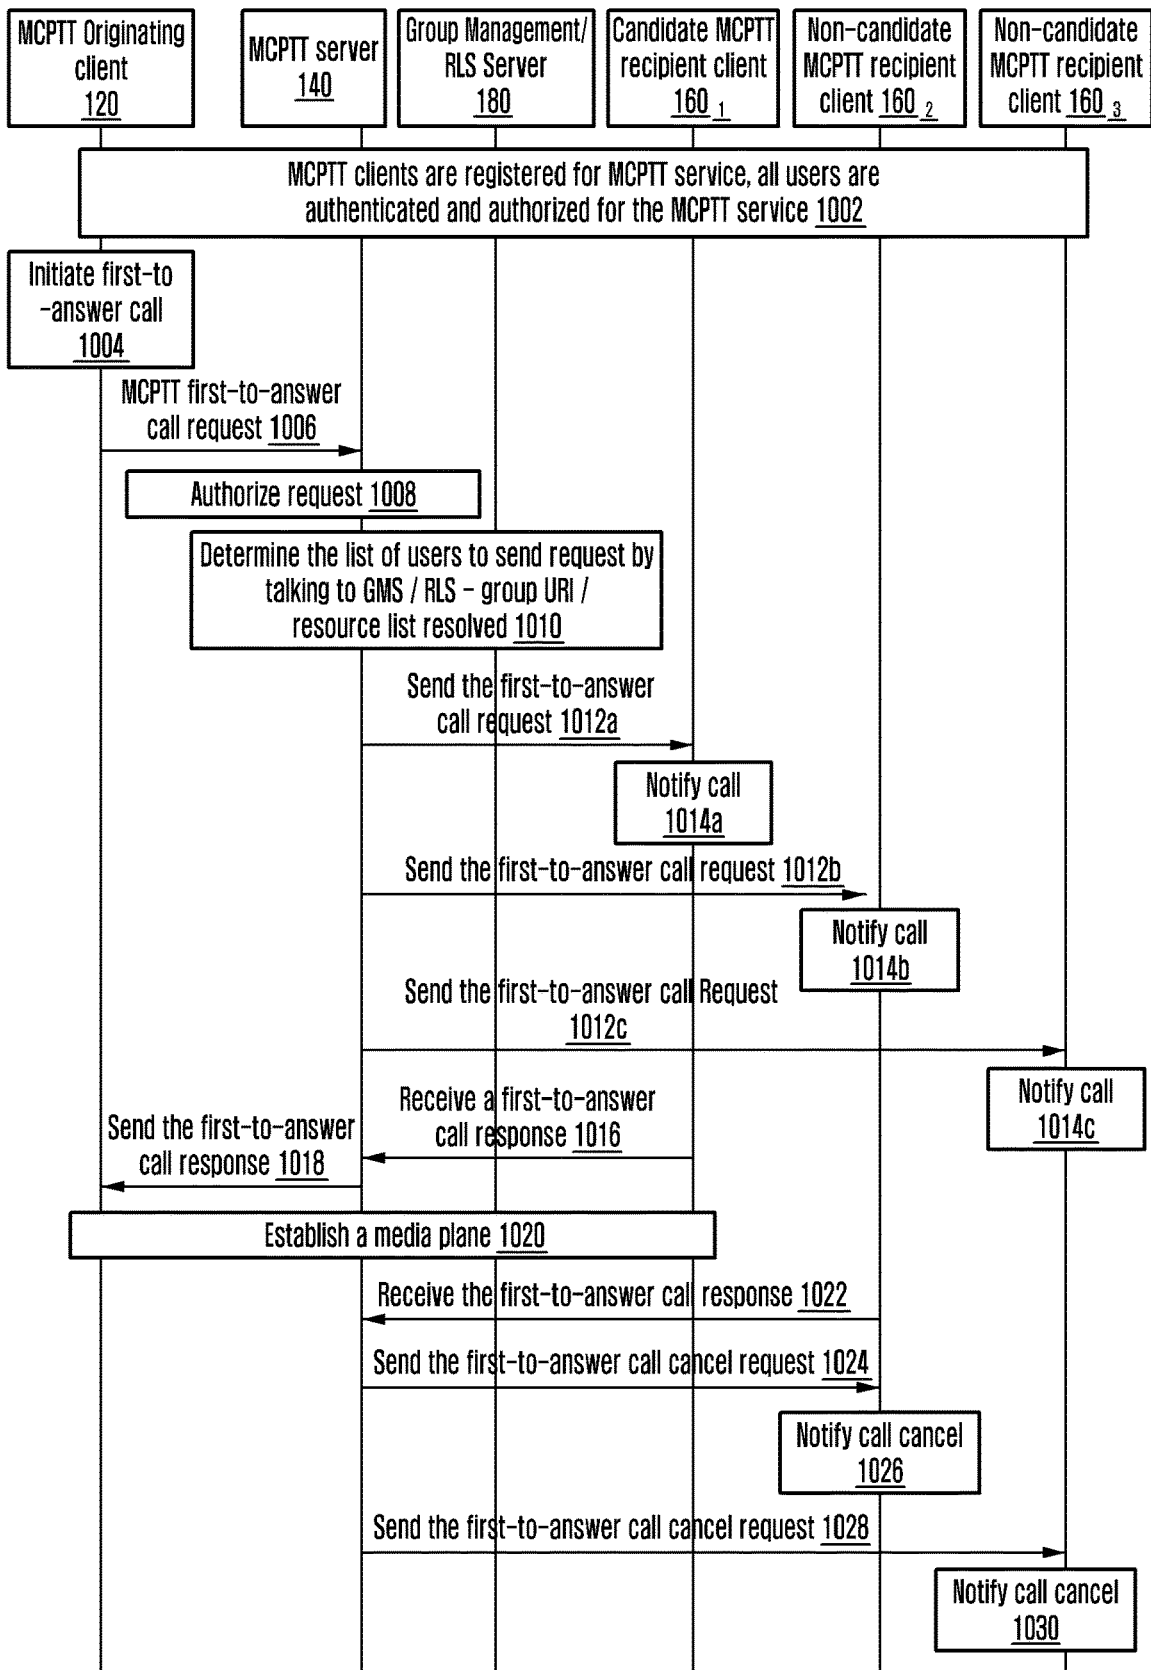 MCPTT Originating
client
120
MCPTT server
140
Group Management/
RLS Server
180
Candidate MCPTT
recipient client
160 1
Non-candidate
MCPTT recipient
client 160 2
Non-candidate
MCPTT recipient
client 160 3
MCPTT clients are registered for MCPTT service, all users are
authenticated and authorized for the MCPTT service 1002
Initiate first-to
-answer call
1004
MCPTT first-to-answer
call request 1006
Authorize request 1008
Determine the list of users to send request by
talking to GMS / RLS - group URI /
resource list resolved 1010
Send the first-to-answer
call request 1012a
Notify call
1014a
Send the first-to-answer call request 1012b
Notify call
1014b
Send the first-to-answer call Request
1012c
Notify call
1014c
Receive a first-to-answer
call response 1016
Send the first-to-answer
call response 1018
Establish a media plane 1020
Receive the first-to-answer call response 1022
Send the first-to-answer call cancel request 1024
Notify call cancel
1026
Send the first-to-answer call cancel request 1028
Notify call cancel
1030